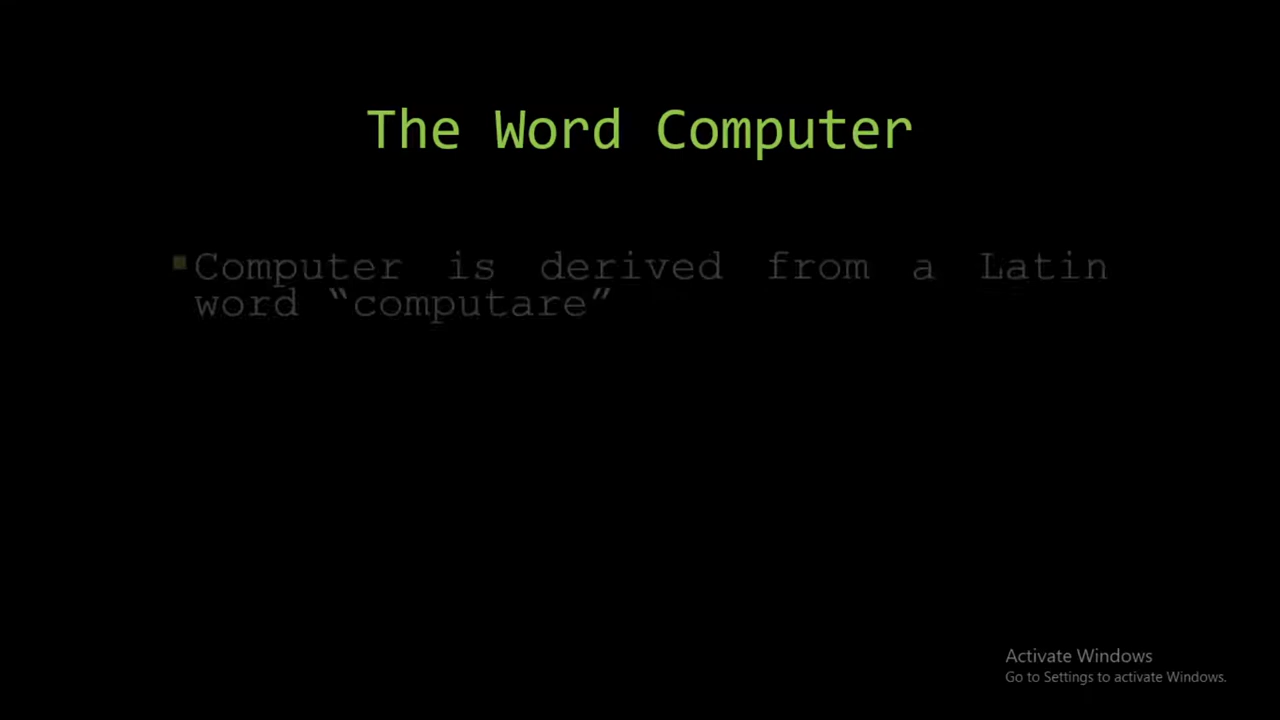 The Word Computer
▪Computer is derived from a Latin
word “computare”
Activate Windows
Go to Settings to activate Windows.